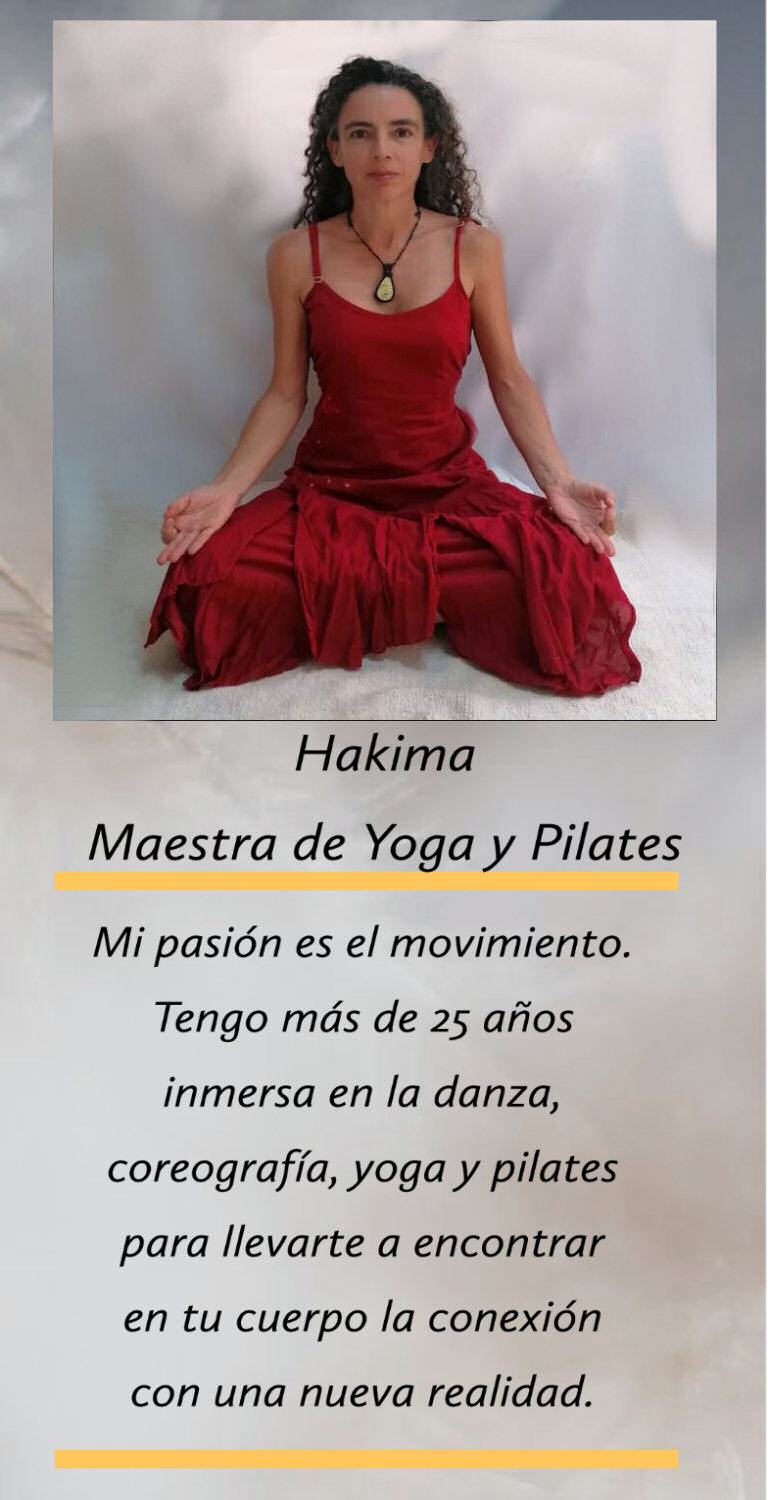 Hakima
Maestra de Yoga y Pilates
Mi pasión es el movimiento.
Tengo más de 25 años
inmersa en la danza,
coreografía, yoga y pilates
para llevarte a encontrar
en tu cuerpo la conexión
con una nueva realidad.